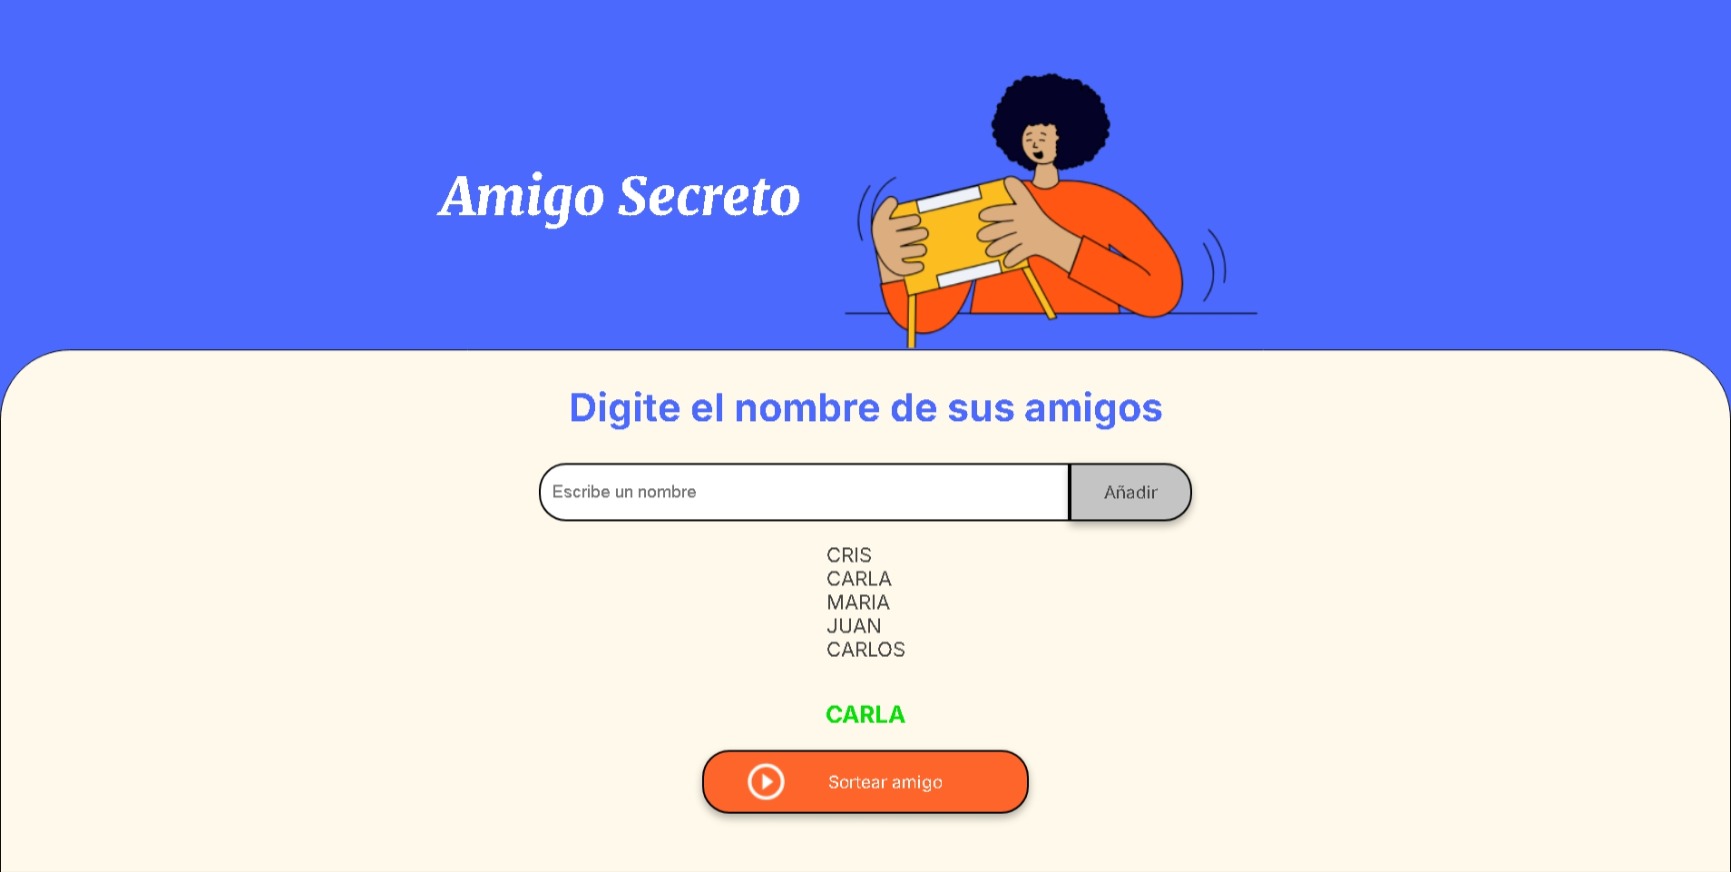 Amigo Secreto
Digite el nombre de sus amigos
Escribe un nombre
Añadir
CRIS
CARLA
MARIA
JUAN
CARLOS
CARLA
Sortear amigo